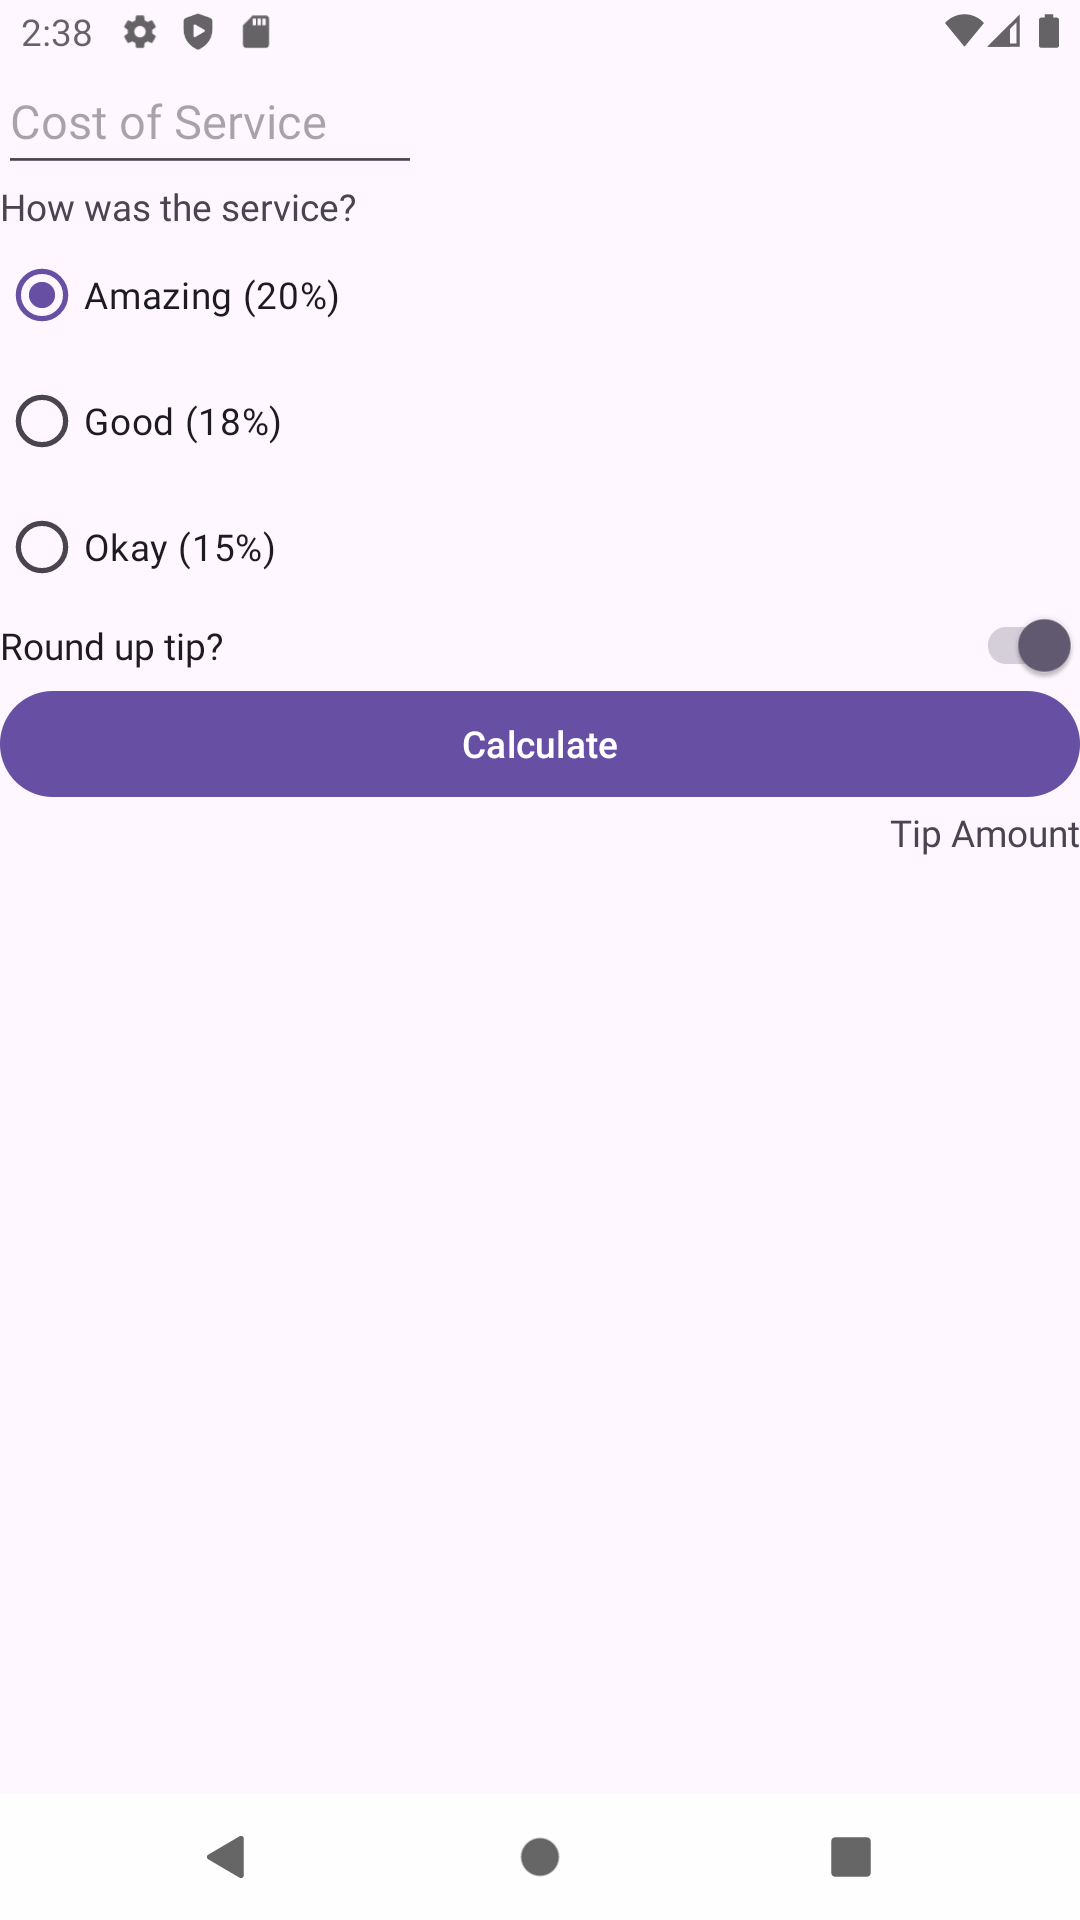 2:38
Cost of Service
How was the service?
Amazing (20%)
Good (18%)
Okay (15%)
Round up tip?
Calculate
Tip Amount